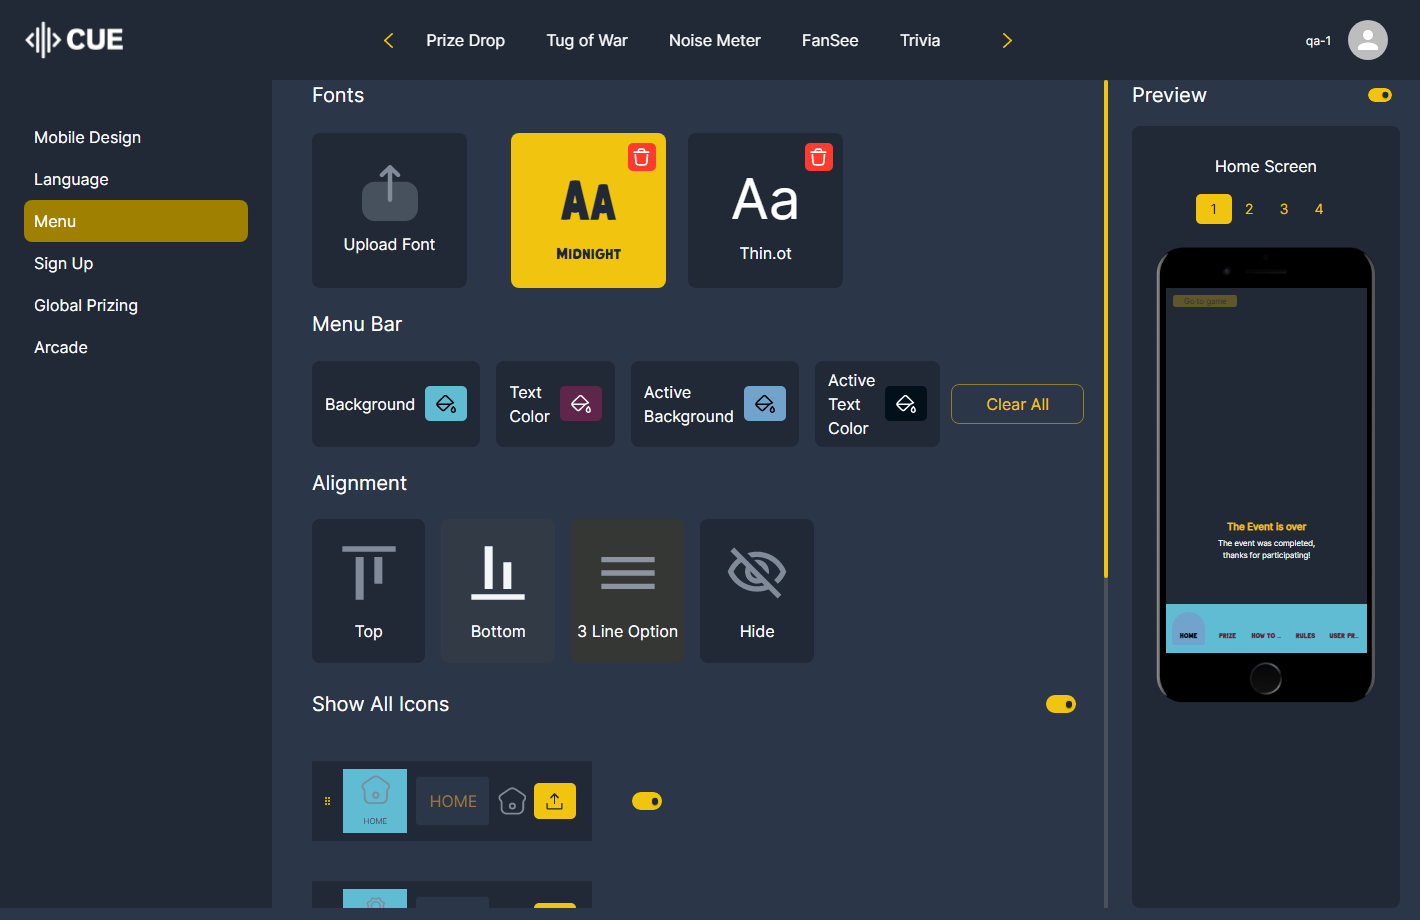 CUE
Prize Drop
Tug of War
Noise Meter
FanSee
Trivia
qa-1
Mobile Design
Language
Menu
Sign Up
Global Prizing
Arcade
Fonts
Upload Font
AA
MIDNIGHT
Aa
Thin.ot
Menu Bar
Background
Text
Color
Active
Background
Active
Text
Color
Clear All
Alignment
Top
Bottom
3 Line Option
Hide
Show All Icons
HOME
HOME
Preview
Home Screen
1 2 3 4
Go to game
The Event is over
The event was completed,
thanks for participating!
HOME PRIZE HOW TO ... RULES USER PR...